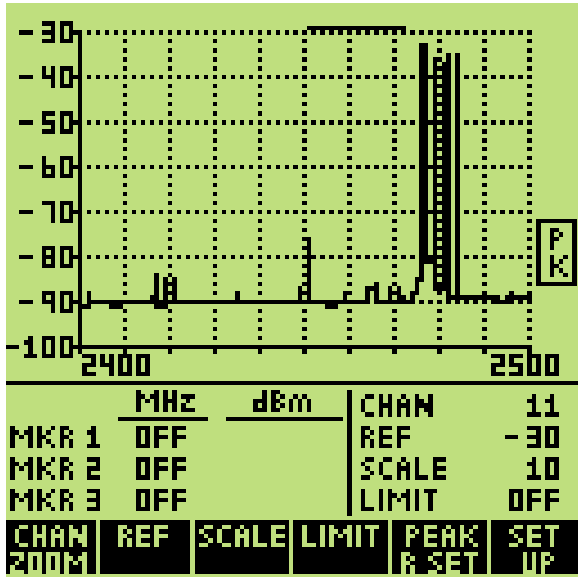 -30
-40
-50
-60
-70
-80
-90
-100
PK
2400 2500
MHz dBm
MKR 1 OFF
MKR 2 OFF
MKR 3 OFF
CHAN 11
REF -30
SCALE 10
LIMIT OFF
CHAN 200M
REF
SCALE
LIMIT
PEAK R SET
SET UP